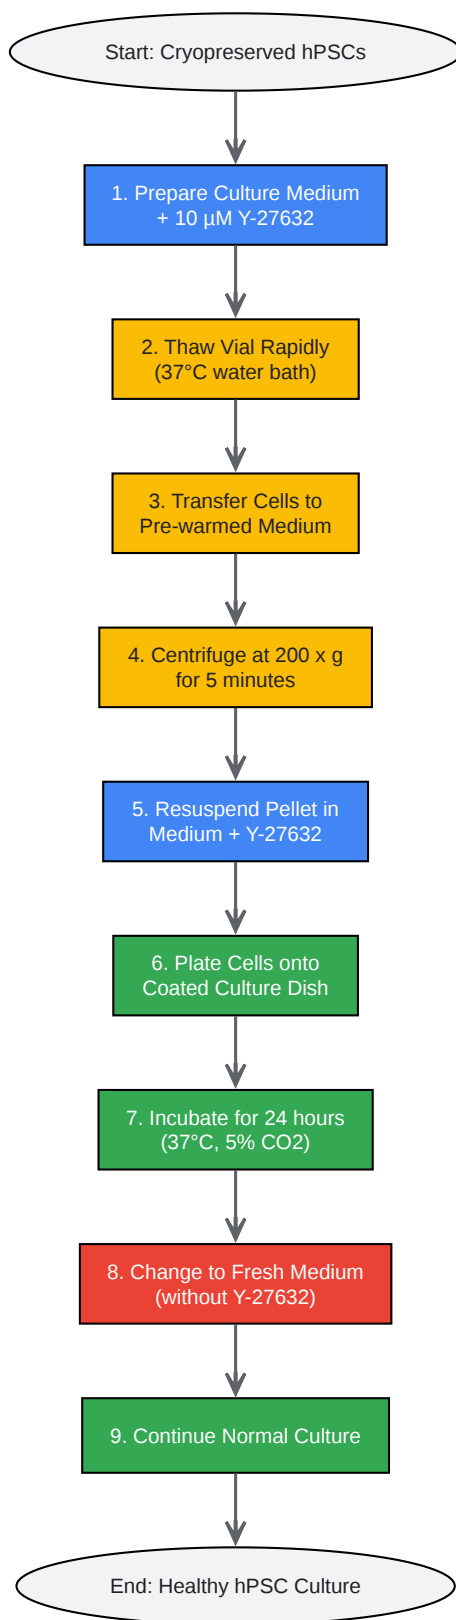 Start: Cryopreserved hPSCs
1. Prepare Culture Medium
+ 10 µM Y-27632
2. Thaw Vial Rapidly
(37°C water bath)
3. Transfer Cells to
Pre-warmed Medium
4. Centrifuge at 200 x g
for 5 minutes
5. Resuspend Pellet in
Medium + Y-27632
6. Plate Cells onto
Coated Culture Dish
7. Incubate for 24 hours
(37°C, 5% CO2)
8. Change to Fresh Medium
(without Y-27632)
9. Continue Normal Culture
End: Healthy hPSC Culture